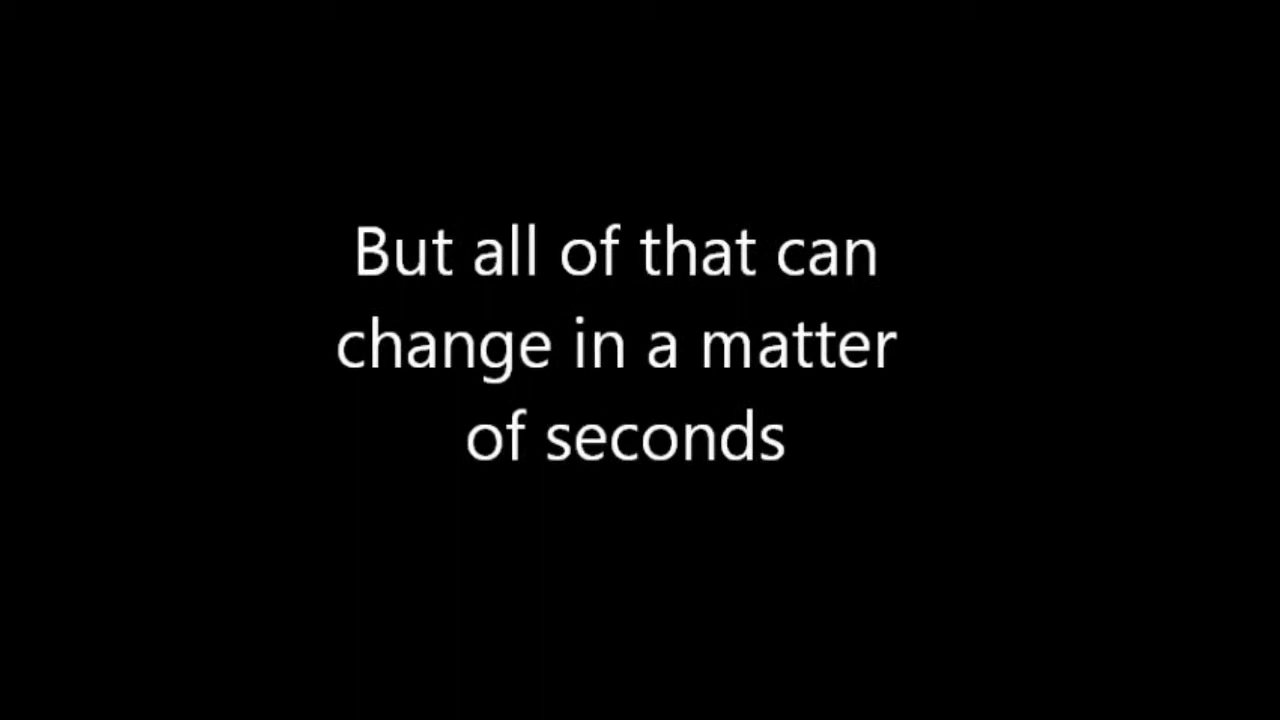 But all of that can
change in a matter
of seconds